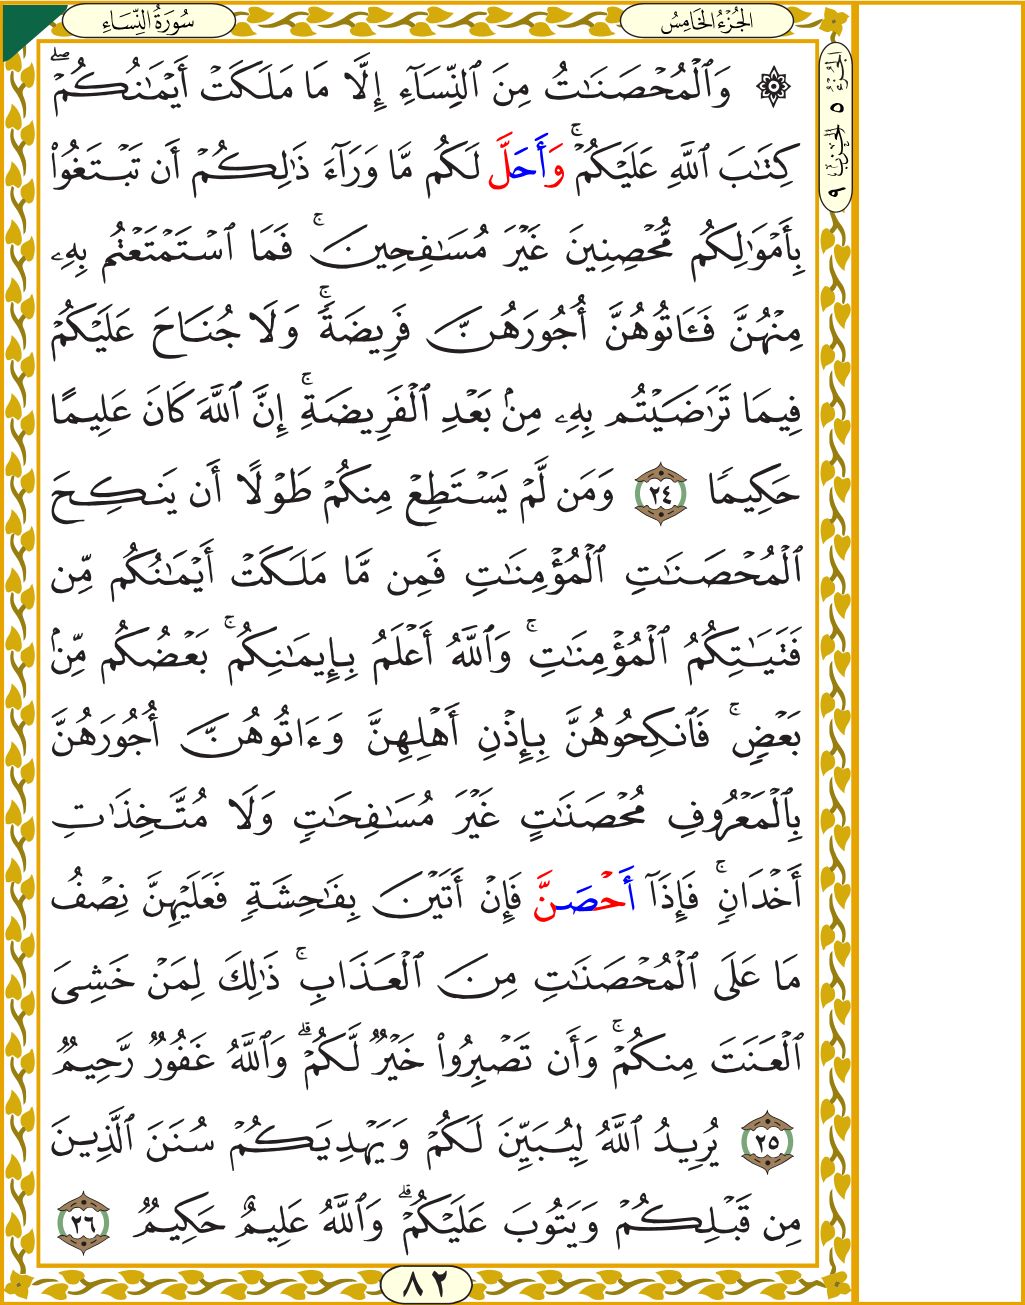 سُورَةُ النِّسَاءِ
الجُزْءُ الخَامِسُ
الجُزْءُ ٥ الحِزْبُ ٩
۞ وَٱلْمُحْصَنَٰتُ مِنَ ٱلنِّسَآءِ إِلَّا مَا مَلَكَتْ أَيْمَٰنُكُمْ ۖ
كِتَٰبَ ٱللَّهِ عَلَيْكُمْ ۚ وَأَحَلَّ لَكُم مَّا وَرَآءَ ذَٰلِكُمْ أَن تَبْتَغُوا۟
بِأَمْوَٰلِكُم مُّحْصِنِينَ غَيْرَ مُسَٰفِحِينَ ۚ فَمَا ٱسْتَمْتَعْتُم بِهِۦ
مِنْهُنَّ فَـَٔاتُوهُنَّ أُجُورَهُنَّ فَرِيضَةً ۚ وَلَا جُنَاحَ عَلَيْكُمْ
فِيمَا تَرَٰضَيْتُم بِهِۦ مِنۢ بَعْدِ ٱلْفَرِيضَةِ ۚ إِنَّ ٱللَّهَ كَانَ عَلِيمًا
حَكِيمًا ٢٤ وَمَن لَّمْ يَسْتَطِعْ مِنكُمْ طَوْلًا أَن يَنكِحَ
ٱلْمُحْصَنَٰتِ ٱلْمُؤْمِنَٰتِ فَمِن مَّا مَلَكَتْ أَيْمَٰنُكُم مِّن
فَتَيَٰتِكُمُ ٱلْمُؤْمِنَٰتِ ۚ وَٱللَّهُ أَعْلَمُ بِإِيمَٰنِكُم ۚ بَعْضُكُم مِّنۢ
بَعْضٍ ۚ فَٱنكِحُوهُنَّ بِإِذْنِ أَهْلِهِنَّ وَءَاتُوهُنَّ أُجُورَهُنَّ
بِٱلْمَعْرُوفِ مُحْصَنَٰتٍ غَيْرَ مُسَٰفِحَٰتٍ وَلَا مُتَّخِذَٰتِ
أَخْدَانٍ ۚ فَإِذَآ أَحْصَنَّ فَإِنْ أَتَيْنَ بِفَٰحِشَةٍ فَعَلَيْهِنَّ نِصْفُ
مَا عَلَى ٱلْمُحْصَنَٰتِ مِنَ ٱلْعَذَابِ ۚ ذَٰلِكَ لِمَنْ خَشِىَ
ٱلْعَنَتَ مِنكُمْ ۚ وَأَن تَصْبِرُوا۟ خَيْرٌ لَّكُمْ ۗ وَٱللَّهُ غَفُورٌ رَّحِيمٌ
٢٥ يُرِيدُ ٱللَّهُ لِيُبَيِّنَ لَكُمْ وَيَهْدِيَكُمْ سُنَنَ ٱلَّذِينَ
مِن قَبْلِكُمْ وَيَتُوبَ عَلَيْكُمْ ۗ وَٱللَّهُ عَلِيمٌ حَكِيمٌ ٢٦
٨٢